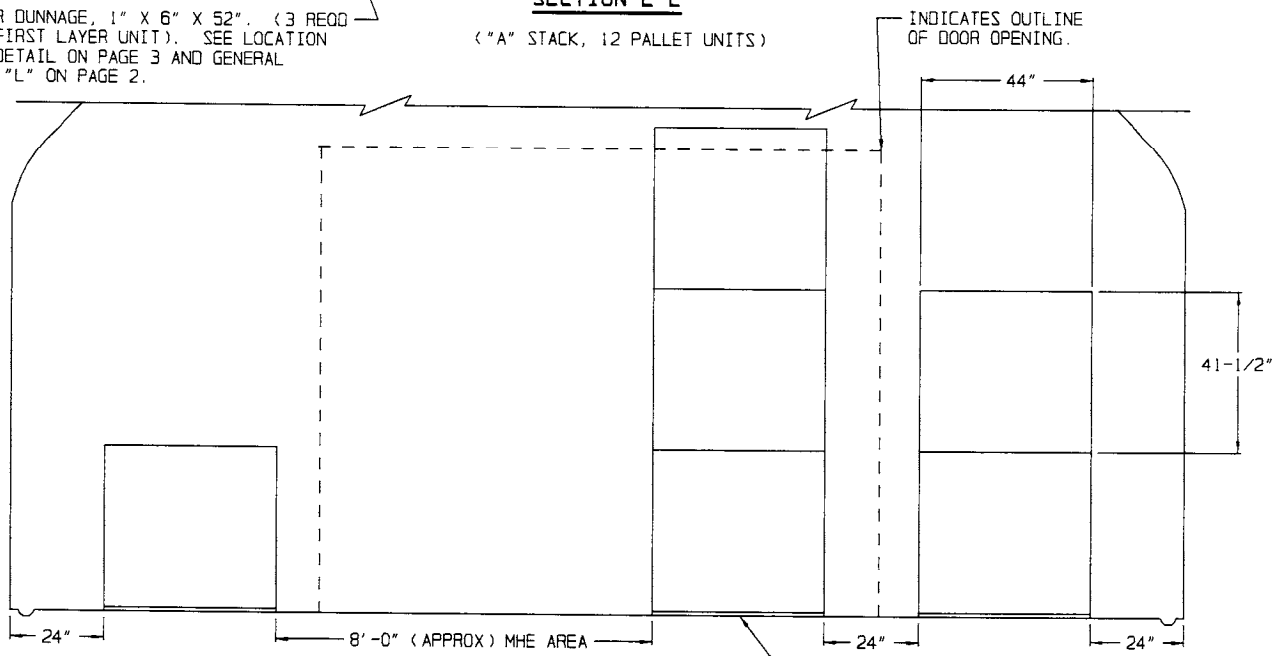 R DUNNAGE, 1" X 6" X 52". (3 REQD
FIRST LAYER UNIT). SEE LOCATION
DETAIL ON PAGE 3 AND GENERAL
"L" ON PAGE 2.
("A" STACK, 12 PALLET UNITS)
INDICATES OUTLINE
OF DOOR OPENING.
44"
41-1/2"
24"
8'-0" (APPROX) MHE AREA
24"
24"